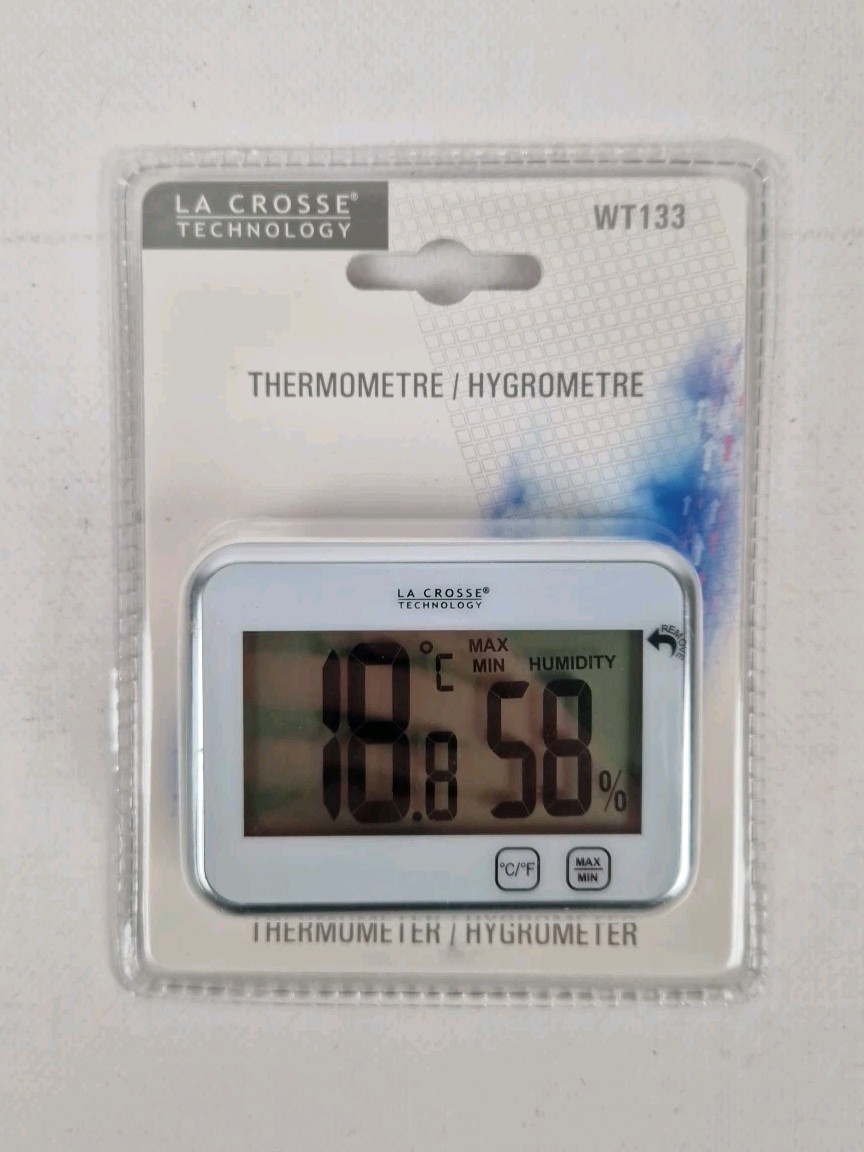 LA CROSSE®
TECHNOLOGY
WT133
THERMOMETRE / HYGROMETRE
LA CROSSE®
TECHNOLOGY
REMOVE
18.8 °C
MAX
MIN
HUMIDITY
58 %
°C/°F
MAX
MIN
THERMOMETER / HYGROMETER